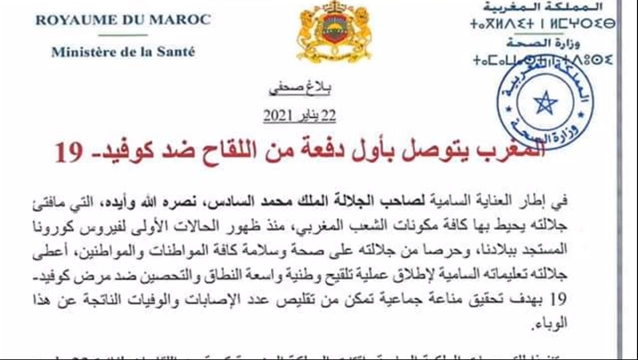 ROYAUME DU MAROC
Ministère de la Santé
المملكة المغربية
ⵜⴰⴳⵍⴷⵉⵜ ⵏ ⵍⵎⵖⵔⵉⴱ
وزارة الصحة
المملكة المغربية
وزارة الصحة
بلاغ صحفي
22 يناير 2021
المغرب يتوصل بأول دفعة من اللقاح ضد كوفيد- 19
في إطار العناية السامية لصاحب الجلالة الملك محمد السادس، نصره الله وأيده، التي مافتئ
جلالته يحيط بها كافة مكونات الشعب المغربي، منذ ظهور الحالات الأولى لفيروس كورونا
المستجد ببلادنا، وحرصا من جلالته على صحة وسلامة كافة المواطنات والمواطنين، أعطى
جلالته تعليماته السامية لإطلاق عملية تلقيح وطنية واسعة النطاق والتحصين ضد مرض كوفيد-
19 بهدف تحقيق مناعة جماعية تمكن من تقليص عدد الإصابات والوفيات الناتجة عن هذا
الوباء.